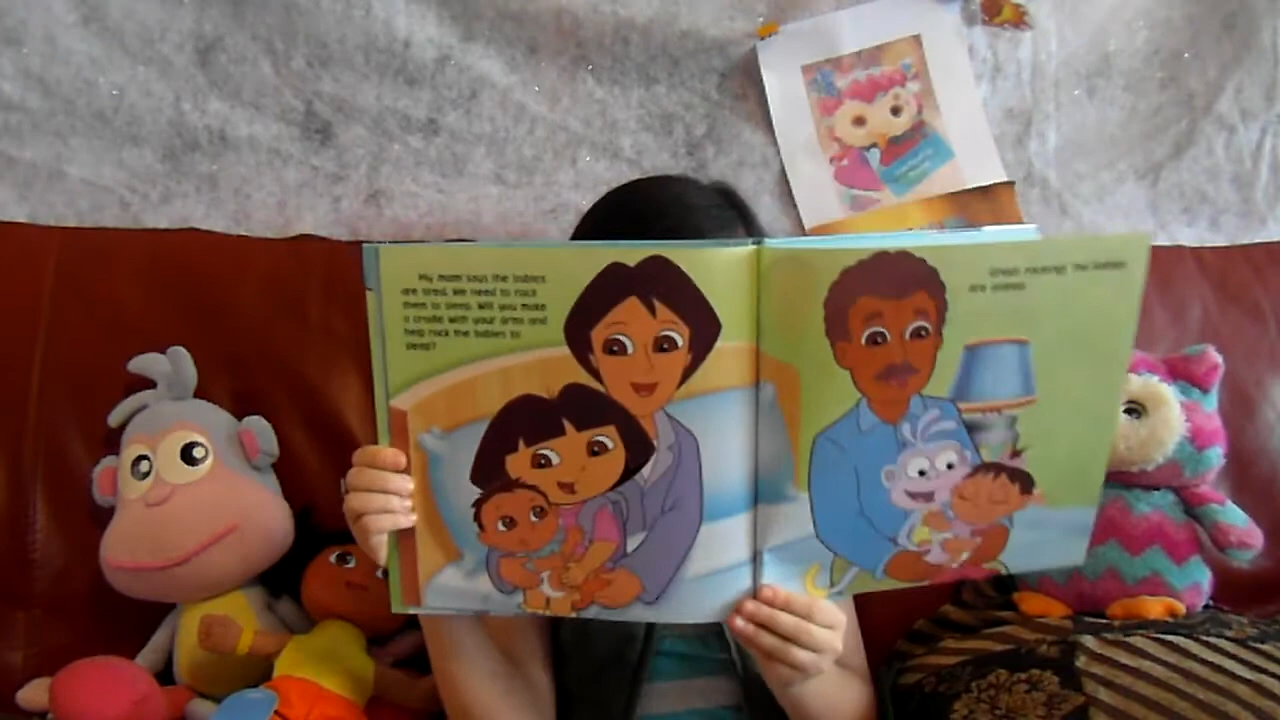 My mom says the babies
are tired. We need to rock
them to sleep. Will you make
a cradle with your arms and
help rock the babies to
sleep?
Great rocking! The babies
are asleep.